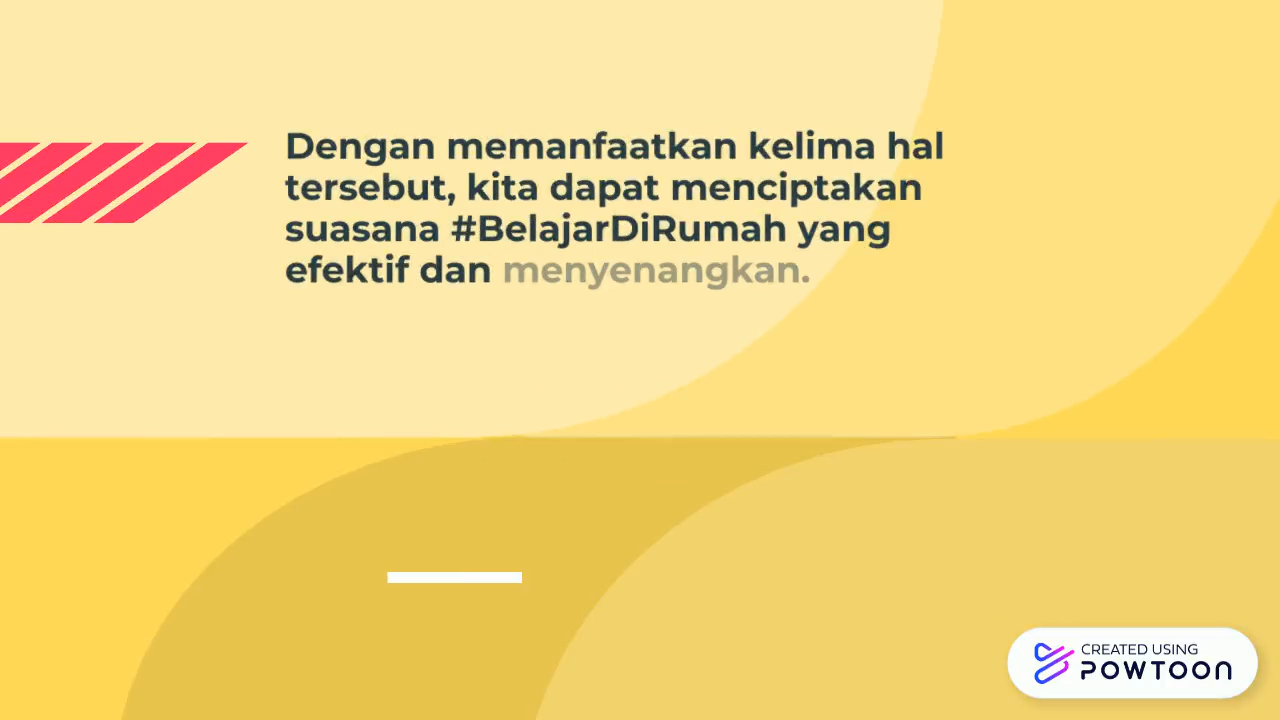 Dengan memanfaatkan kelima hal
tersebut, kita dapat menciptakan
suasana #BelajarDiRumah yang
efektif dan menyenangkan.
CREATED USING
POWTOON